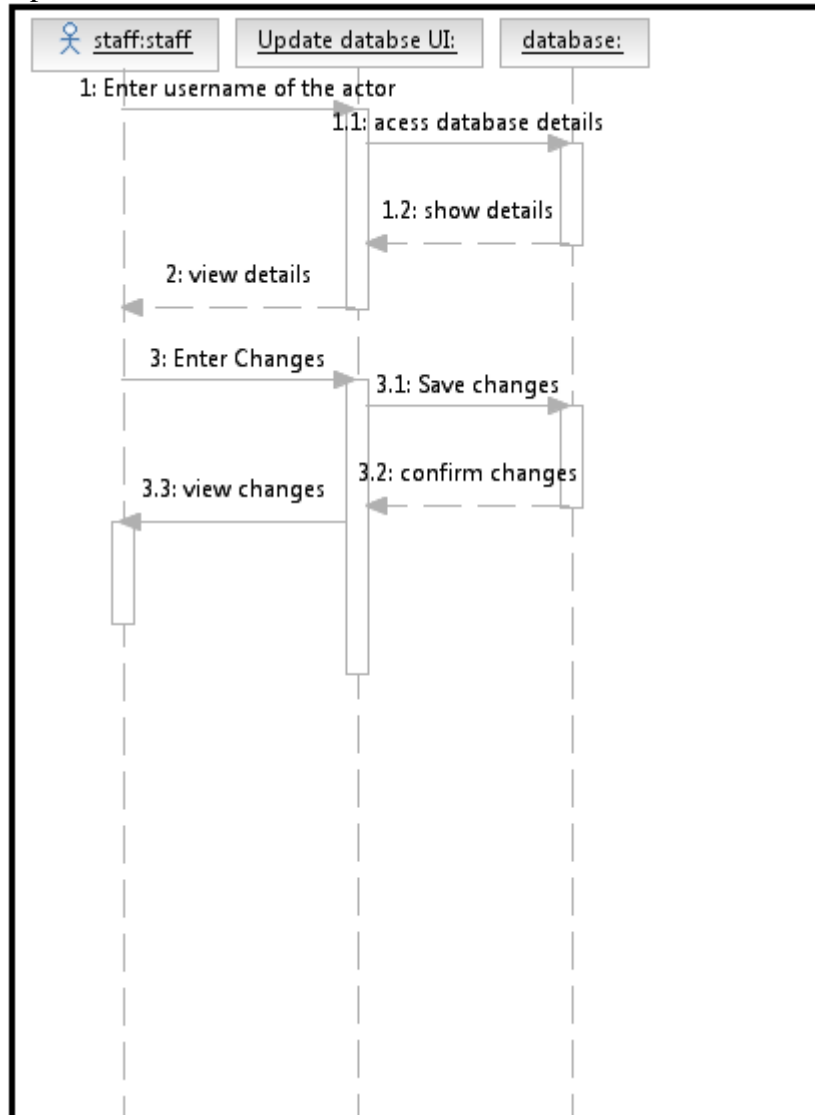 staff:staff
Update databse UI:
database:
1: Enter username of the actor
1.1: acess database details
1.2: show details
2: view details
3: Enter Changes
3.1: Save changes
3.2: confirm changes
3.3: view changes